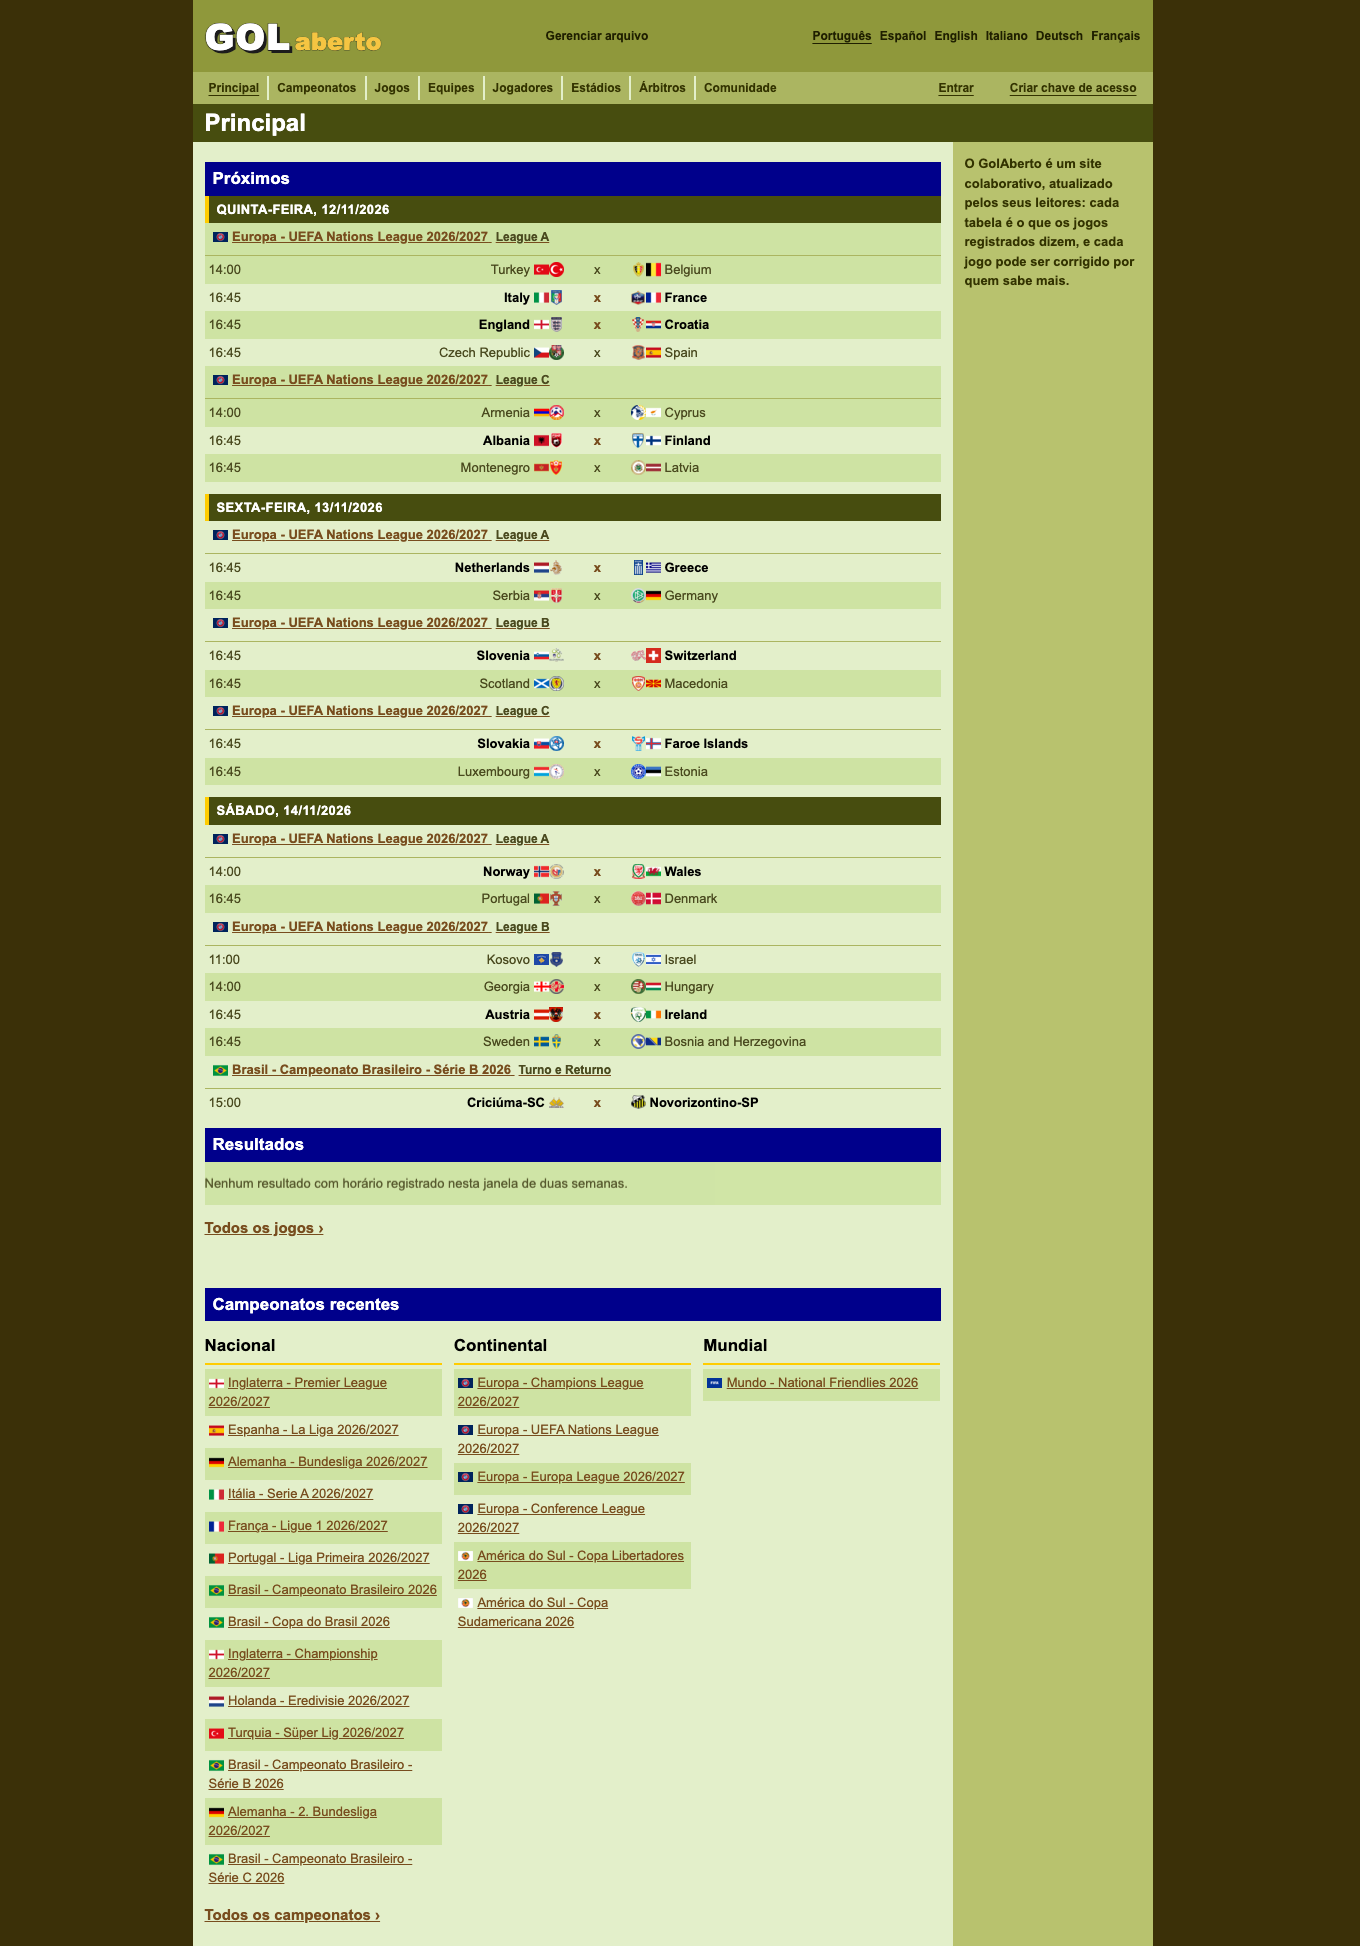 GOL aberto
Gerenciar arquivo
Português Español English Italiano Deutsch Français
Principal Campeonatos Jogos Equipes Jogadores Estádios Árbitros Comunidade Entrar Criar chave de acesso
Principal
Próximos
QUINTA-FEIRA, 12/11/2026
Europa - UEFA Nations League 2026/2027 League A
14:00 Turkey x Belgium
16:45 Italy x France
16:45 England x Croatia
16:45 Czech Republic x Spain
Europa - UEFA Nations League 2026/2027 League C
14:00 Armenia x Cyprus
16:45 Albania x Finland
16:45 Montenegro x Latvia
SEXTA-FEIRA, 13/11/2026
Europa - UEFA Nations League 2026/2027 League A
16:45 Netherlands x Greece
16:45 Serbia x Germany
Europa - UEFA Nations League 2026/2027 League B
16:45 Slovenia x Switzerland
16:45 Scotland x Macedonia
Europa - UEFA Nations League 2026/2027 League C
16:45 Slovakia x Faroe Islands
16:45 Luxembourg x Estonia
SÁBADO, 14/11/2026
Europa - UEFA Nations League 2026/2027 League A
14:00 Norway x Wales
16:45 Portugal x Denmark
Europa - UEFA Nations League 2026/2027 League B
11:00 Kosovo x Israel
14:00 Georgia x Hungary
16:45 Austria x Ireland
16:45 Sweden x Bosnia and Herzegovina
Brasil - Campeonato Brasileiro - Série B 2026 Turno e Returno
15:00 Criciúma-SC x Novorizontino-SP
Resultados
Nenhum resultado com horário registrado nesta janela de duas semanas.
Todos os jogos ›
Campeonatos recentes
Nacional
Inglaterra - Premier League
2026/2027
Espanha - La Liga 2026/2027
Alemanha - Bundesliga 2026/2027
Itália - Serie A 2026/2027
França - Ligue 1 2026/2027
Portugal - Liga Primeira 2026/2027
Brasil - Campeonato Brasileiro 2026
Brasil - Copa do Brasil 2026
Inglaterra - Championship
2026/2027
Holanda - Eredivisie 2026/2027
Turquia - Süper Lig 2026/2027
Brasil - Campeonato Brasileiro -
Série B 2026
Alemanha - 2. Bundesliga
2026/2027
Brasil - Campeonato Brasileiro -
Série C 2026
Continental
Europa - Champions League
2026/2027
Europa - UEFA Nations League
2026/2027
Europa - Europa League 2026/2027
Europa - Conference League
2026/2027
América do Sul - Copa Libertadores
2026
América do Sul - Copa
Sudamericana 2026
Mundial
Mundo - National Friendlies 2026
Todos os campeonatos ›
O GolAberto é um site
colaborativo, atualizado
pelos seus leitores: cada
tabela é o que os jogos
registrados dizem, e cada
jogo pode ser corrigido por
quem sabe mais.